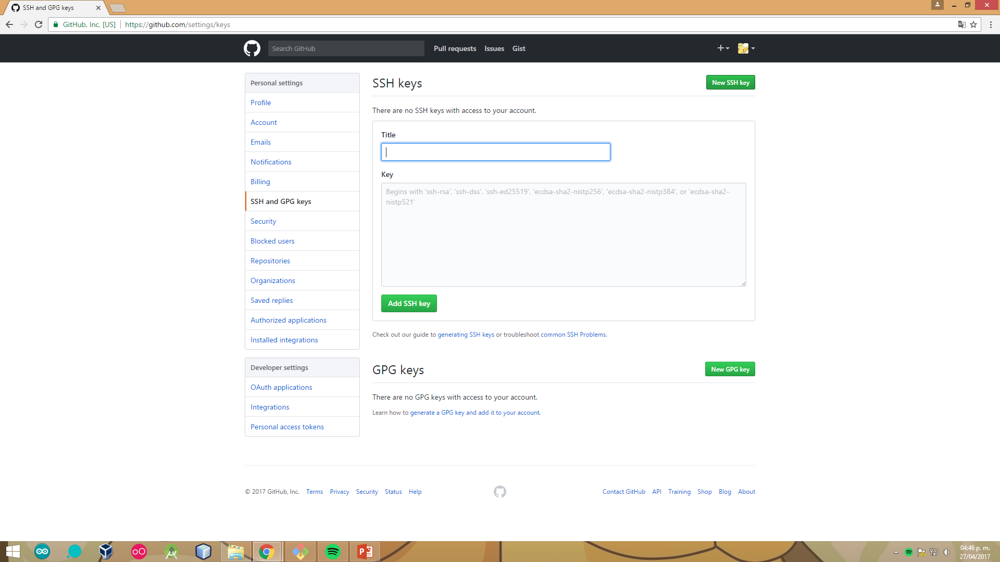 SSH and GPG keys
GitHub, Inc. [US]
https://github.com/settings/keys
Search GitHub
Pull requests
Issues
Gist
Personal settings
Profile
Account
Emails
Notifications
Billing
SSH and GPG keys
Security
Blocked users
Repositories
Organizations
Saved replies
Authorized applications
Installed integrations
Developer settings
OAuth applications
Integrations
Personal access tokens
SSH keys
New SSH key
There are no SSH keys with access to your account.
Title
Key
Begins with 'ssh-rsa', 'ssh-dss', 'ssh-ed25519', 'ecdsa-sha2-nistp256', 'ecdsa-sha2-nistp384', or 'ecdsa-sha2-
nistp521'
Add SSH key
Check out our guide to generating SSH keys or troubleshoot common SSH Problems.
GPG keys
New GPG key
There are no GPG keys with access to your account.
Learn how to generate a GPG key and add it to your account.
© 2017 GitHub, Inc. Terms Privacy Security Status Help
Contact GitHub API Training Shop Blog About
04:46 p. m.
27/04/2017